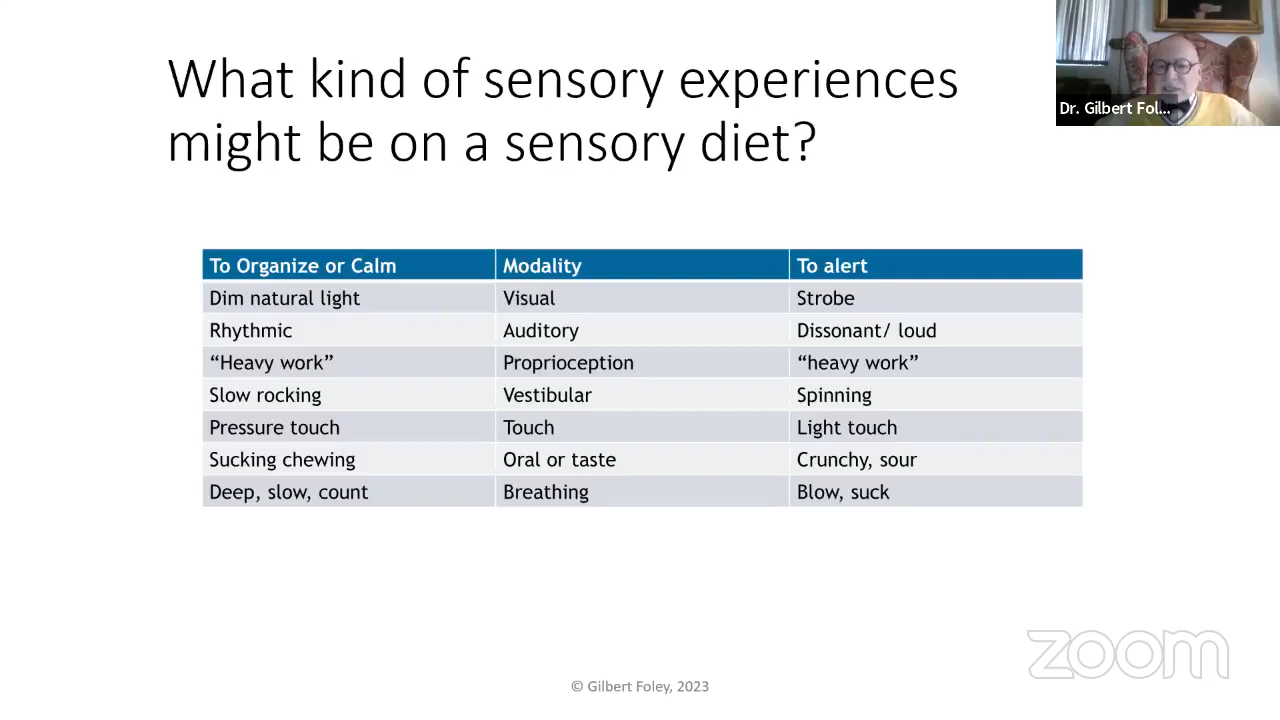 What kind of sensory experiences
might be on a sensory diet?
Dr. Gilbert Fol...
To Organize or Calm Modality To alert
Dim natural light Visual Strobe
Rhythmic Auditory Dissonant/ loud
“Heavy work” Proprioception “heavy work”
Slow rocking Vestibular Spinning
Pressure touch Touch Light touch
Sucking chewing Oral or taste Crunchy, sour
Deep, slow, count Breathing Blow, suck
zoom
© Gilbert Foley, 2023